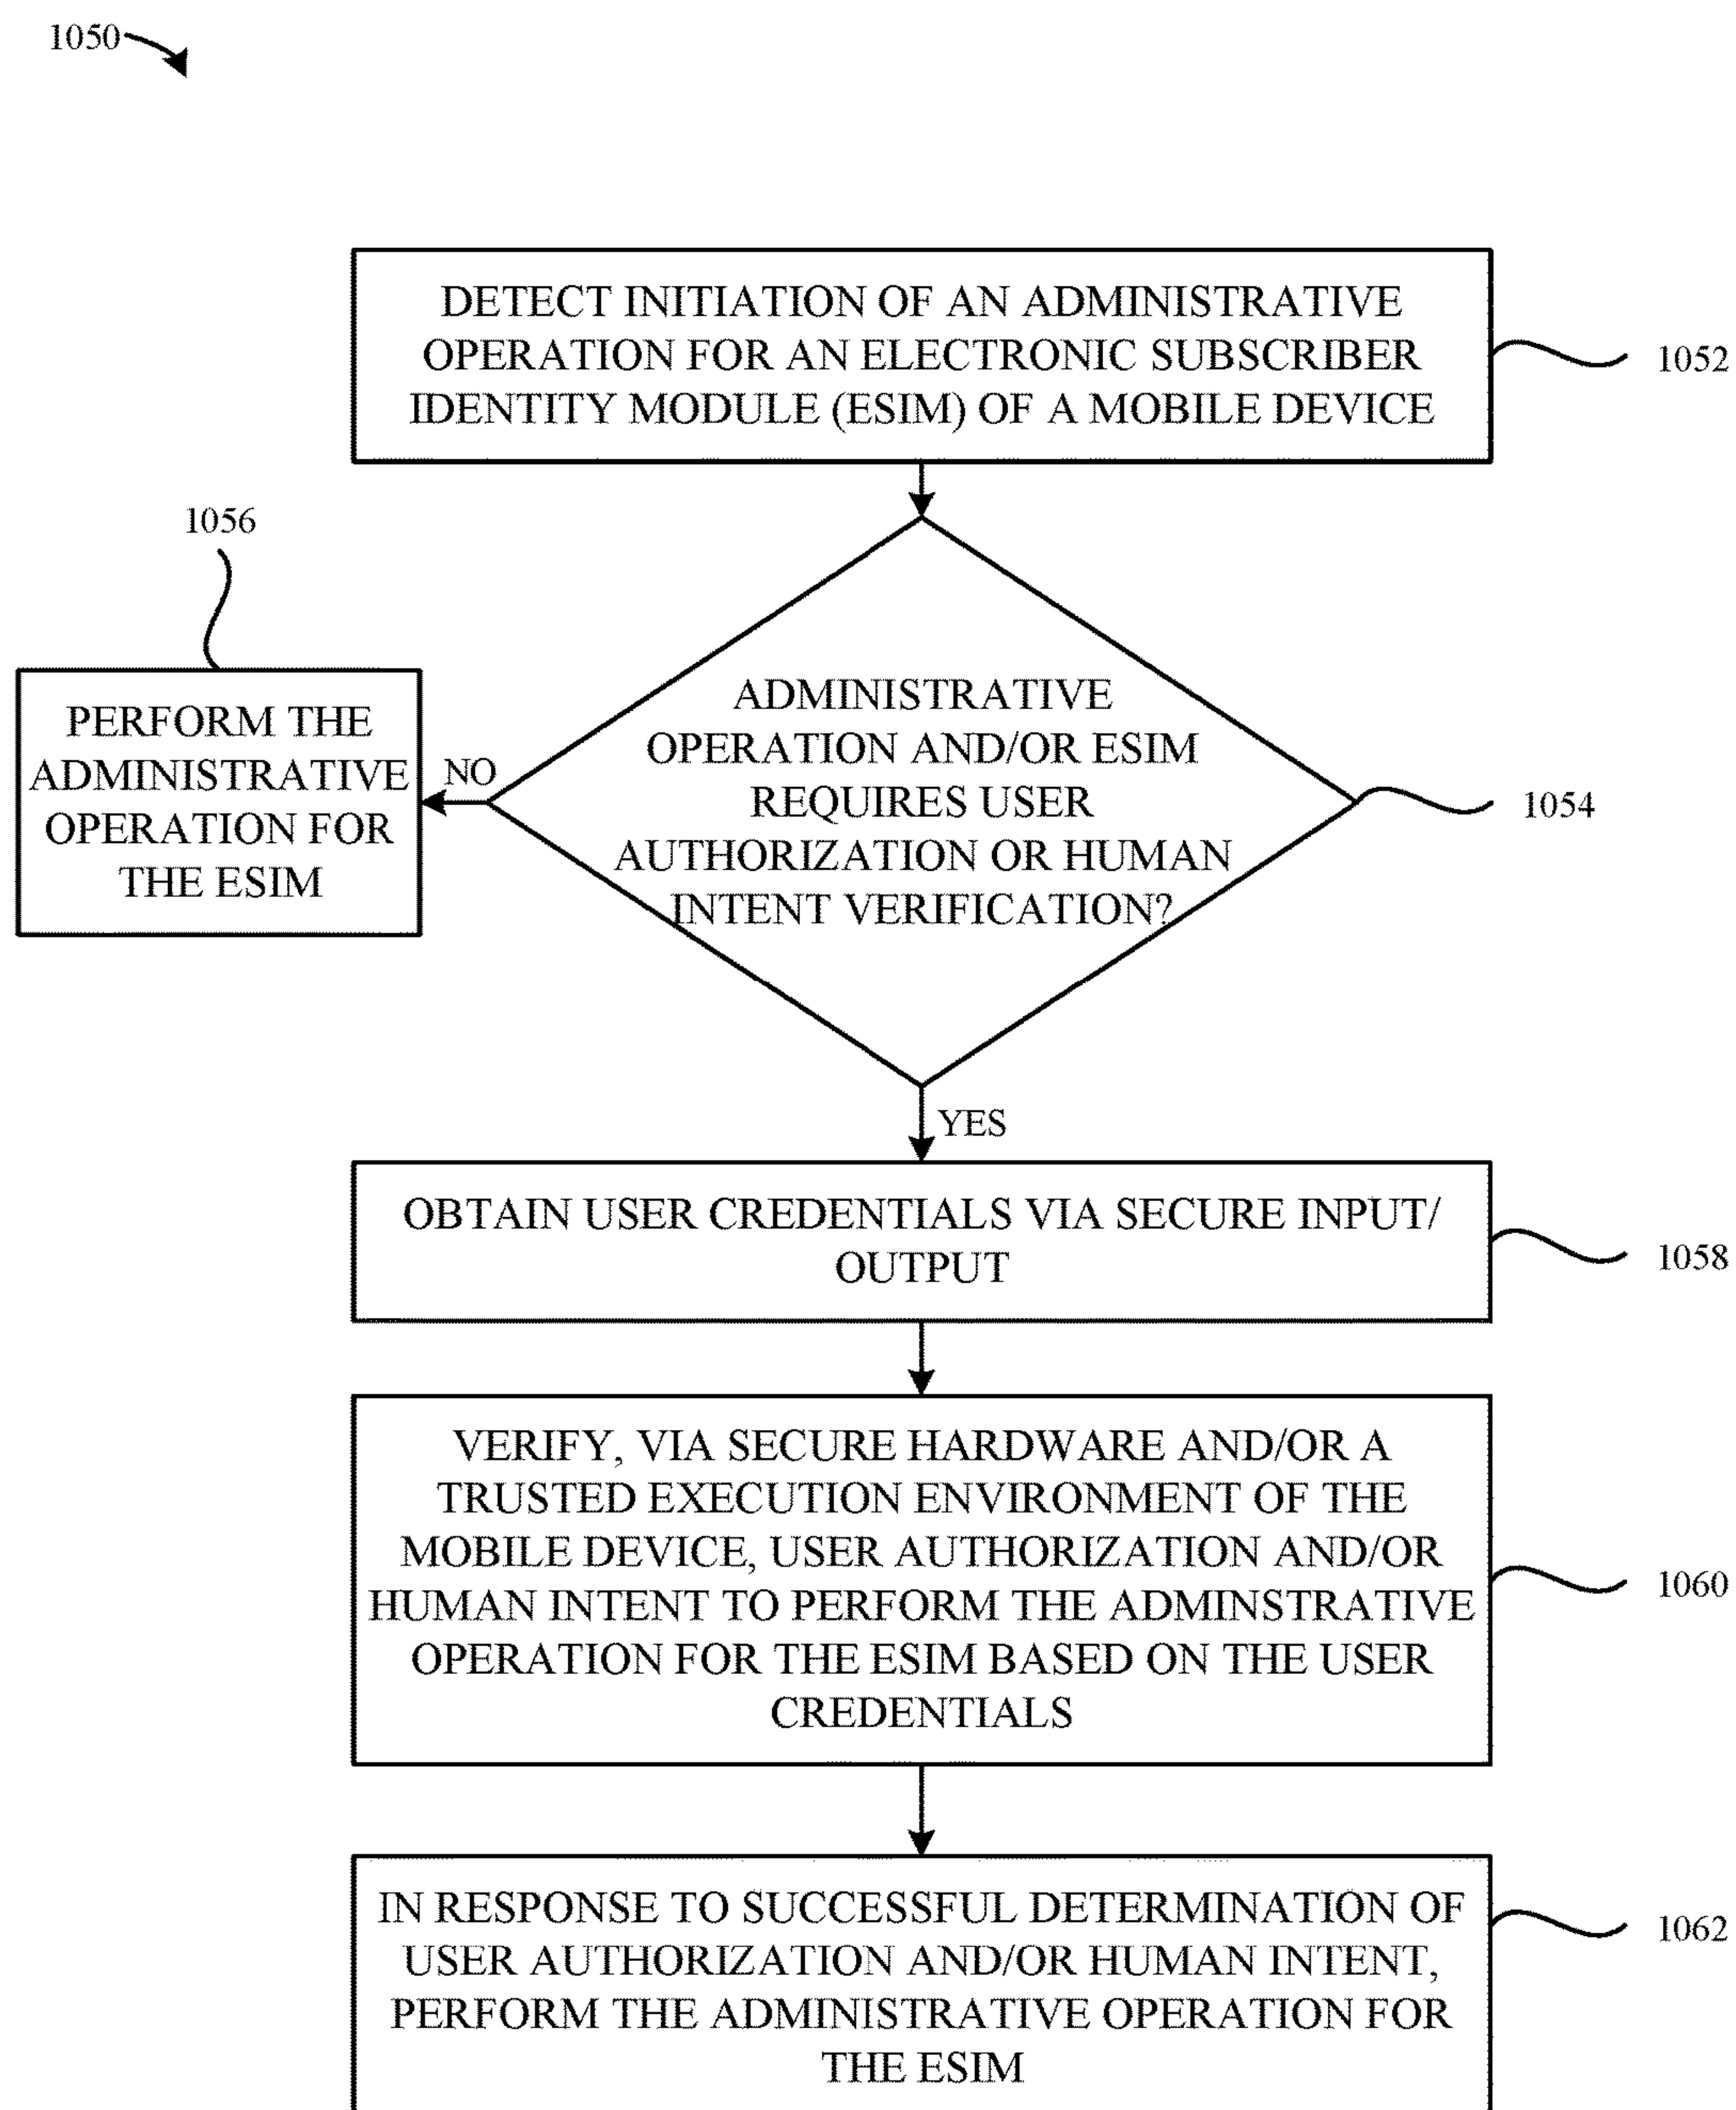 1050
DETECT INITIATION OF AN ADMINISTRATIVE
OPERATION FOR AN ELECTRONIC SUBSCRIBER
IDENTITY MODULE (ESIM) OF A MOBILE DEVICE
1052
1056
PERFORM THE
ADMINISTRATIVE
OPERATION FOR
THE ESIM
NO
ADMINISTRATIVE
OPERATION AND/OR ESIM
REQUIRES USER
AUTHORIZATION OR HUMAN
INTENT VERIFICATION?
1054
YES
OBTAIN USER CREDENTIALS VIA SECURE INPUT/
OUTPUT
1058
VERIFY, VIA SECURE HARDWARE AND/OR A
TRUSTED EXECUTION ENVIRONMENT OF THE
MOBILE DEVICE, USER AUTHORIZATION AND/OR
HUMAN INTENT TO PERFORM THE ADMINSTRATIVE
OPERATION FOR THE ESIM BASED ON THE USER
CREDENTIALS
1060
IN RESPONSE TO SUCCESSFUL DETERMINATION OF
USER AUTHORIZATION AND/OR HUMAN INTENT,
PERFORM THE ADMINISTRATIVE OPERATION FOR
THE ESIM
1062